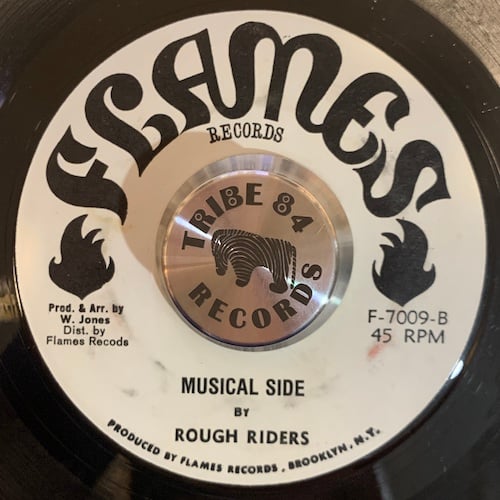 FLAMES
RECORDS
TRIBE 84
RECORDS
Prod. & Arr. by
W. Jones
Dist. by
Flames Recods
F-7009-B
45 RPM
MUSICAL SIDE
BY
ROUGH RIDERS
PRODUCED BY FLAMES RECORDS, BROOKLYN, N.Y.